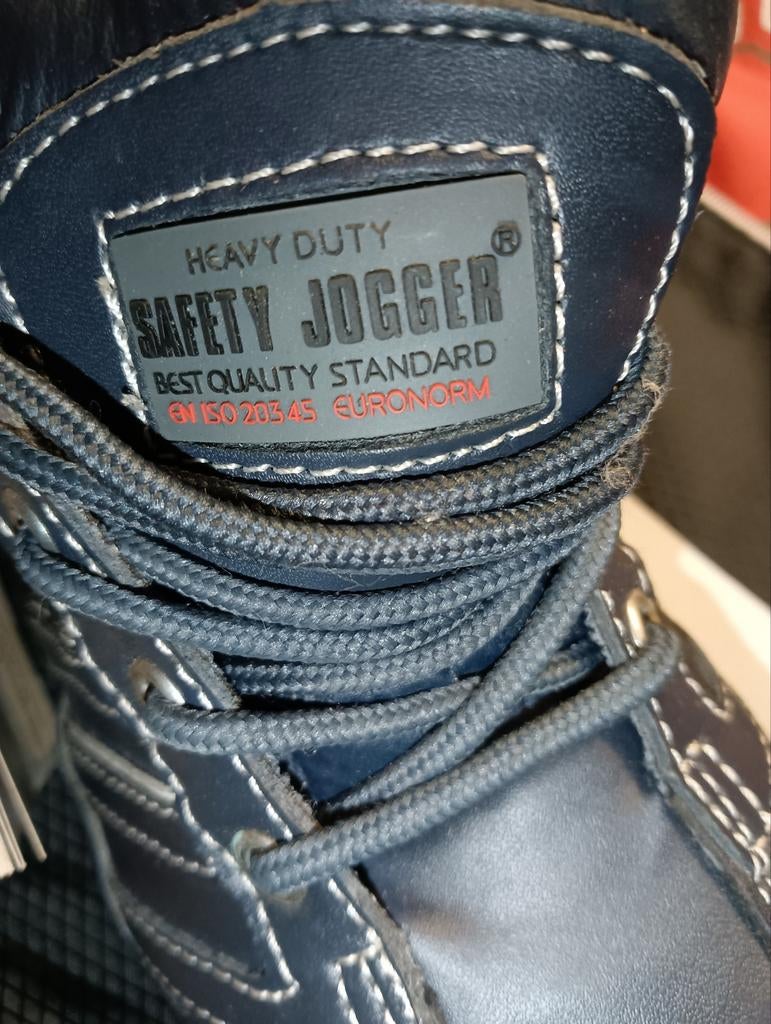 HEAVY DUTY
SAFETY JOGGER®
BEST QUALITY STANDARD
EN ISO 20345 EURONORM